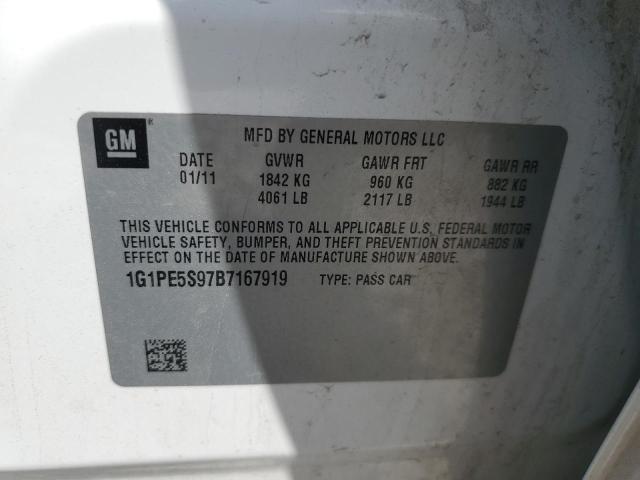 GM
MFD BY GENERAL MOTORS LLC
DATE GVWR GAWR FRT GAWR RR
01/11 1842 KG 960 KG 882 KG
4061 LB 2117 LB 1944 LB
THIS VEHICLE CONFORMS TO ALL APPLICABLE U.S. FEDERAL MOTOR
VEHICLE SAFETY, BUMPER, AND THEFT PREVENTION STANDARDS IN
EFFECT ON THE DATE OF MANUFACTURE SHOWN ABOVE.
1G1PE5S97B7167919 TYPE: PASS CAR